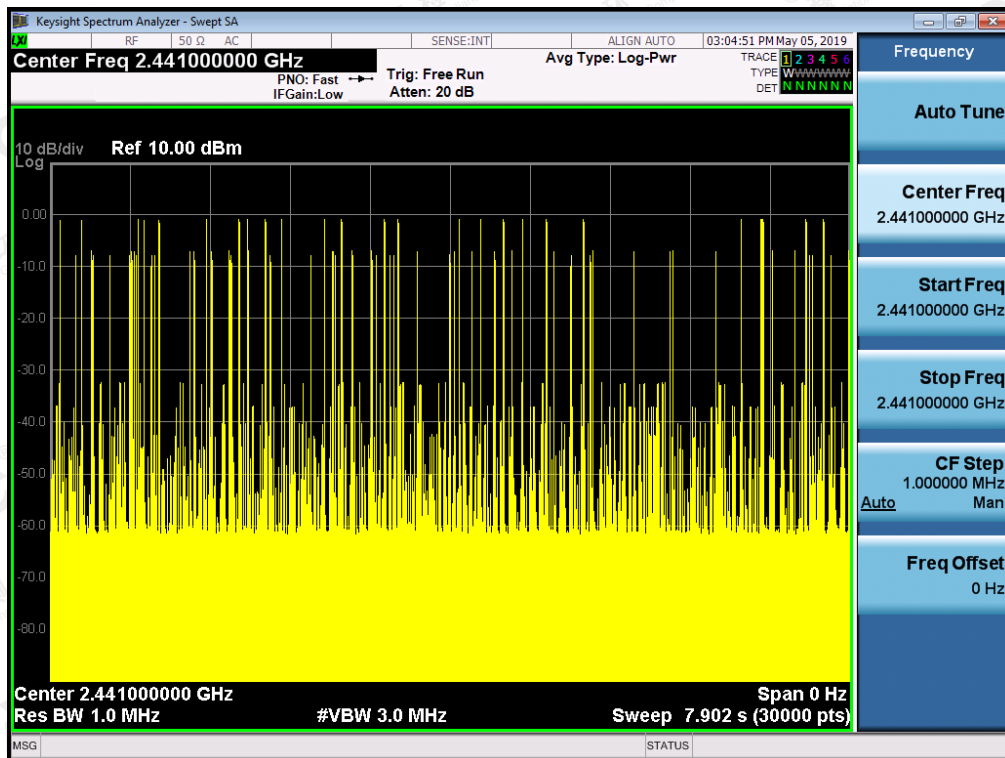 Keysight Spectrum Analyzer - Swept SA
LXI RF 50 Ω AC SENSE:INT ALIGN AUTO 03:04:51 PM May 05, 2019
Center Freq 2.441000000 GHz
PNO: Fast
IFGain:Low
Trig: Free Run
Atten: 20 dB
Avg Type: Log-Pwr
TRACE 1 2 3 4 5 6
TYPE WWWWWW
DET N N N N N N
10 dB/div
Log
Ref 10.00 dBm
0.00
-10.0
-20.0
-30.0
-40.0
-50.0
-60.0
-70.0
-80.0
Center 2.441000000 GHz
Span 0 Hz
Res BW 1.0 MHz
#VBW 3.0 MHz
Sweep 7.902 s (30000 pts)
MSG
STATUS
Frequency
Auto Tune
Center Freq
2.441000000 GHz
Start Freq
2.441000000 GHz
Stop Freq
2.441000000 GHz
CF Step
1.000000 MHz
Auto Man
Freq Offset
0 Hz